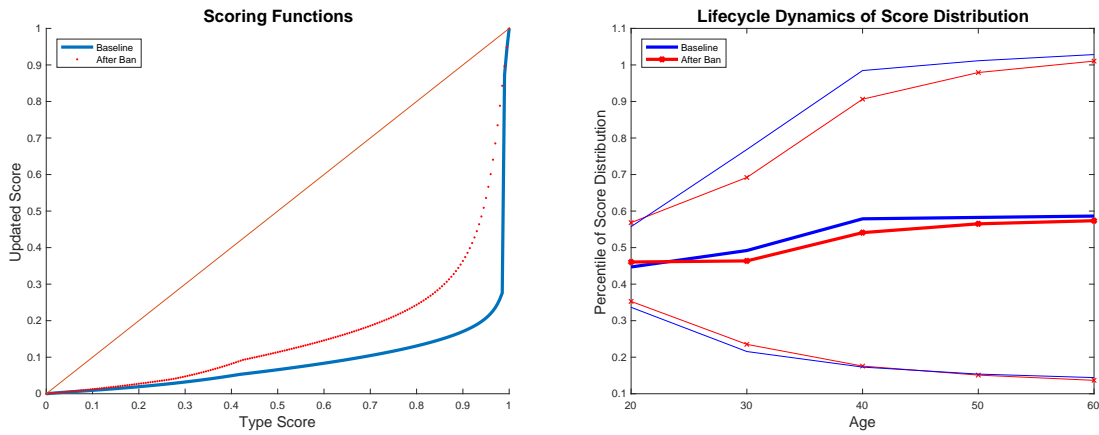 Scoring Functions
Baseline
After Ban
1
0.9
0.8
0.7
0.6
0.5
0.4
0.3
0.2
0.1
0
Updated Score
0 0.1 0.2 0.3 0.4 0.5 0.6 0.7 0.8 0.9 1
Type Score
Lifecycle Dynamics of Score Distribution
Baseline
After Ban
1.1
1
0.9
0.8
0.7
0.6
0.5
0.4
0.3
0.2
0.1
Percentile of Score Distribution
20 30 40 50 60
Age